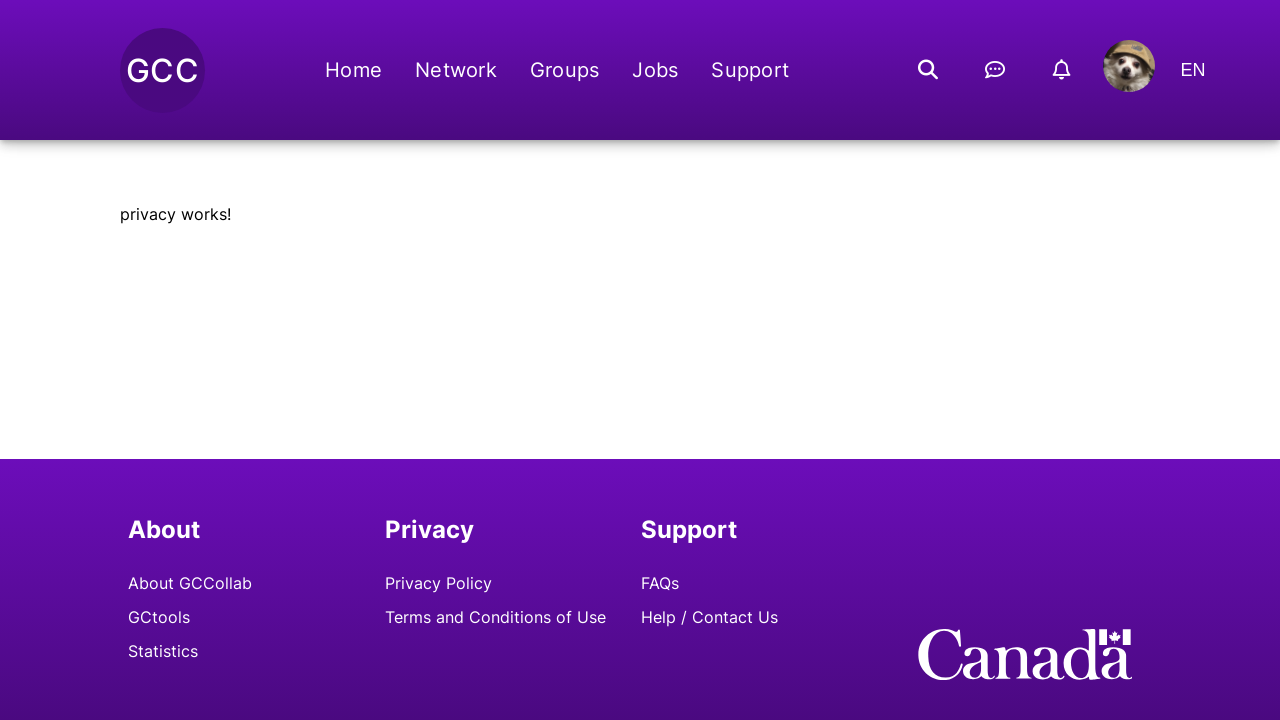 GCC
Home Network Groups Jobs Support
EN
privacy works!
About
About GCCollab
GCtools
Statistics
Privacy
Privacy Policy
Terms and Conditions of Use
Support
FAQs
Help / Contact Us
Canada